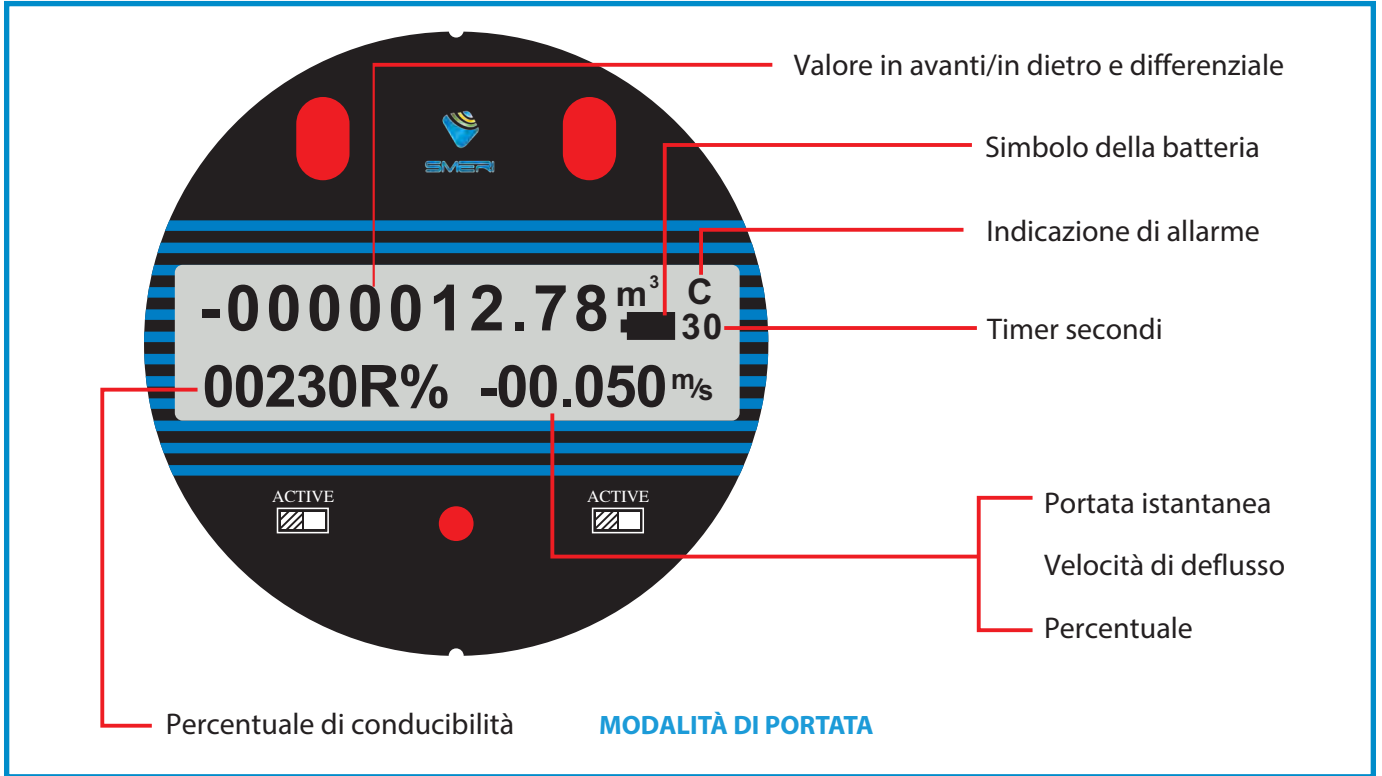 Valore in avanti/in dietro e differenziale
SMERI
Simbolo della batteria
Indicazione di allarme
-0000012.78 m³ C
30
Timer secondi
00230R% -00.050 m/s
ACTIVE ACTIVE
Portata istantanea
Velocità di deflusso
Percentuale
Percentuale di conducibilità
MODALITÀ DI PORTATA